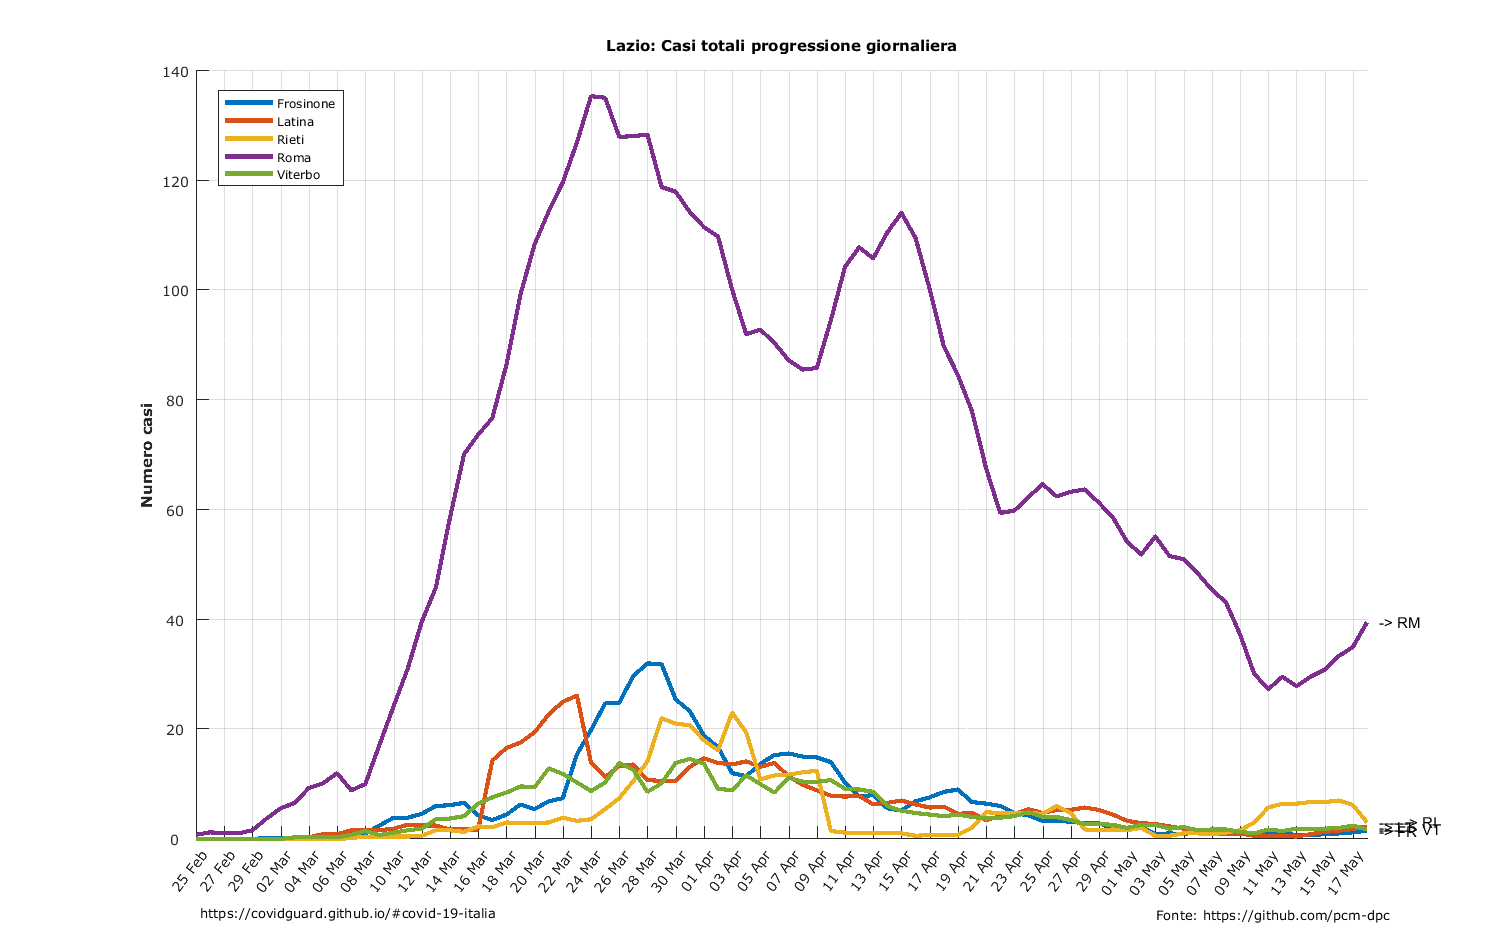 Lazio: Casi totali progressione giornaliera
140
120
100
80
60
40
20
0
Numero casi
Frosinone
Latina
Rieti
Roma
Viterbo
-> RM
25 Feb
27 Feb
29 Feb
02 Mar
04 Mar
06 Mar
08 Mar
10 Mar
12 Mar
14 Mar
16 Mar
18 Mar
20 Mar
22 Mar
24 Mar
26 Mar
28 Mar
30 Mar
01 Apr
03 Apr
05 Apr
07 Apr
09 Apr
11 Apr
13 Apr
15 Apr
17 Apr
19 Apr
21 Apr
23 Apr
25 Apr
27 Apr
29 Apr
01 May
03 May
05 May
07 May
09 May
11 May
13 May
15 May
17 May
https://covidguard.github.io/#covid-19-italia
Fonte: https://github.com/pcm-dpc